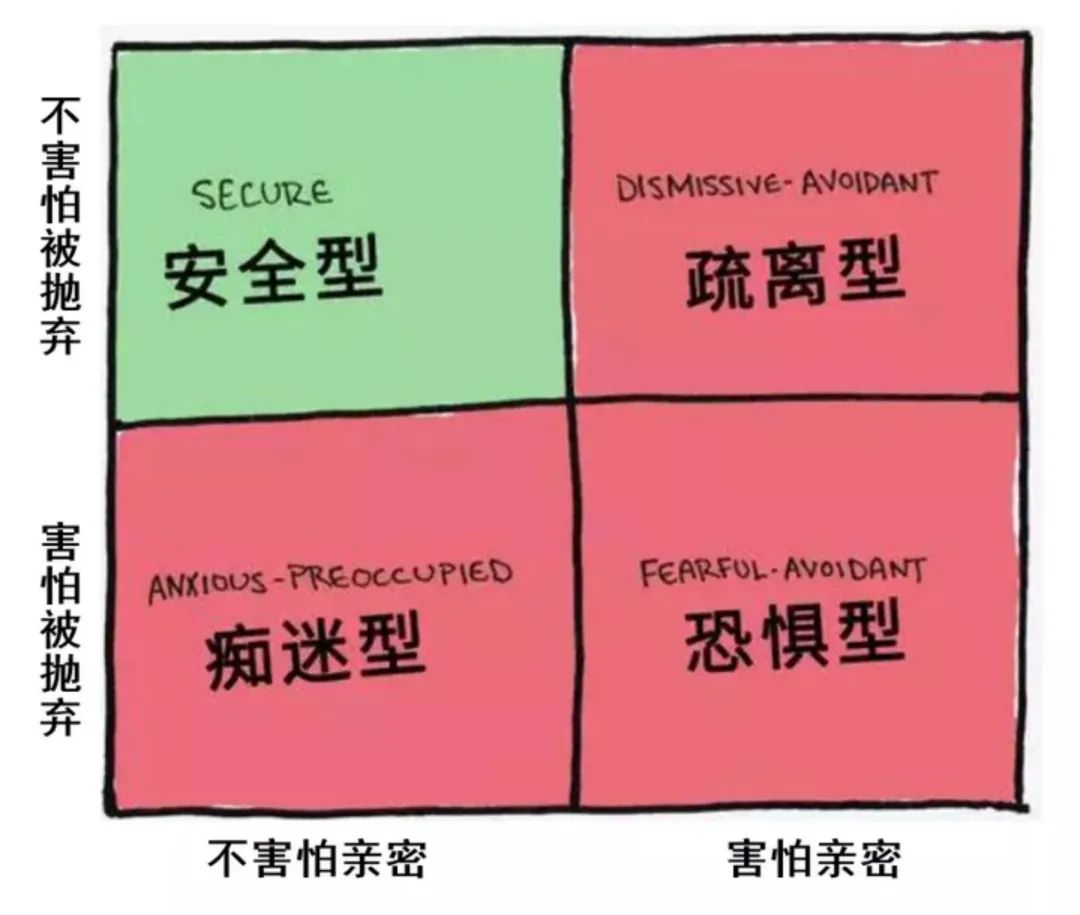 不害怕被抛弃
SECURE
安全型
DISMISSIVE-AVOIDANT
疏离型
害怕被抛弃
ANXIOUS-PREOCCUPIED
痴迷型
FEARFUL-AVOIDANT
恐惧型
不害怕亲密
害怕亲密